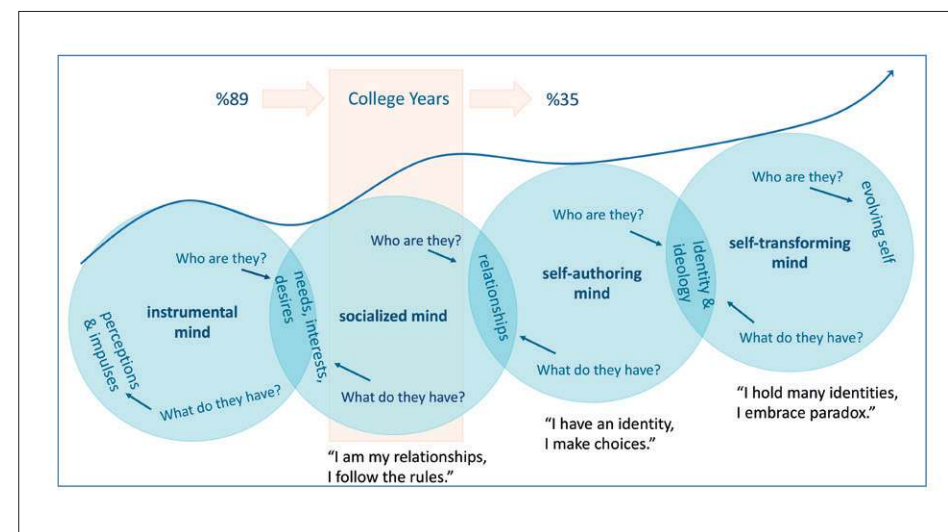 %89
College Years
%35
Who are they?
needs, interests,
desires
instrumental
mind
perceptions
& impulses
What do they have?
Who are they?
relationships
socialized mind
What do they have?
“I am my relationships,
I follow the rules.”
Who are they?
Identity &
ideology
self-authoring
mind
What do they have?
“I have an identity,
I make choices.”
Who are they?
evolving self
self-transforming
mind
What do they have?
“I hold many identities,
I embrace paradox.”